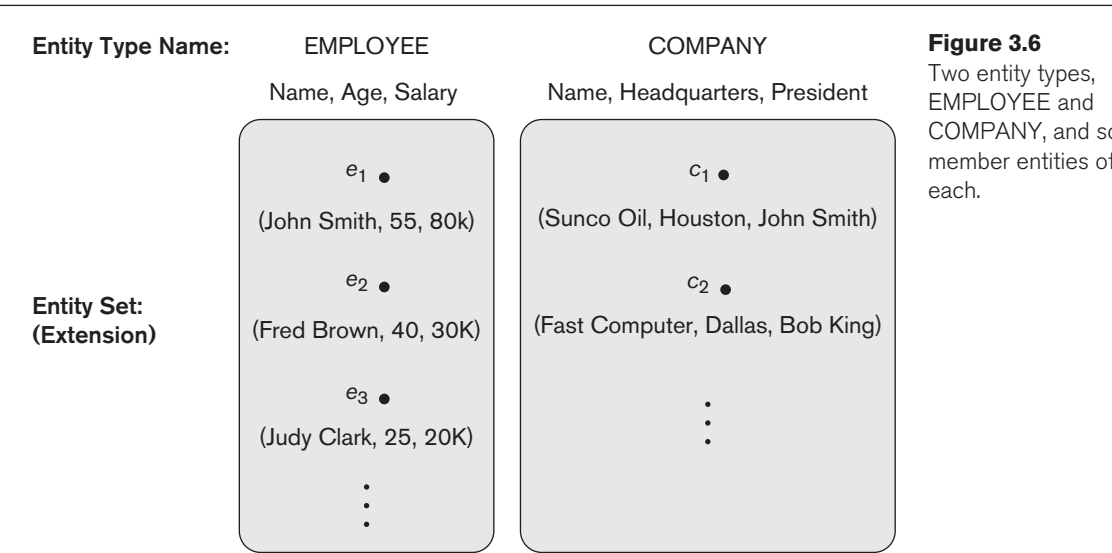 Entity Type Name: EMPLOYEE COMPANY
Name, Age, Salary Name, Headquarters, President
e1
(John Smith, 55, 80k)
e2
(Fred Brown, 40, 30K)
e3
(Judy Clark, 25, 20K)
c1
(Sunco Oil, Houston, John Smith)
c2
(Fast Computer, Dallas, Bob King)
Entity Set:
(Extension)
Figure 3.6
Two entity types,
EMPLOYEE and
COMPANY, and
member entities
each.